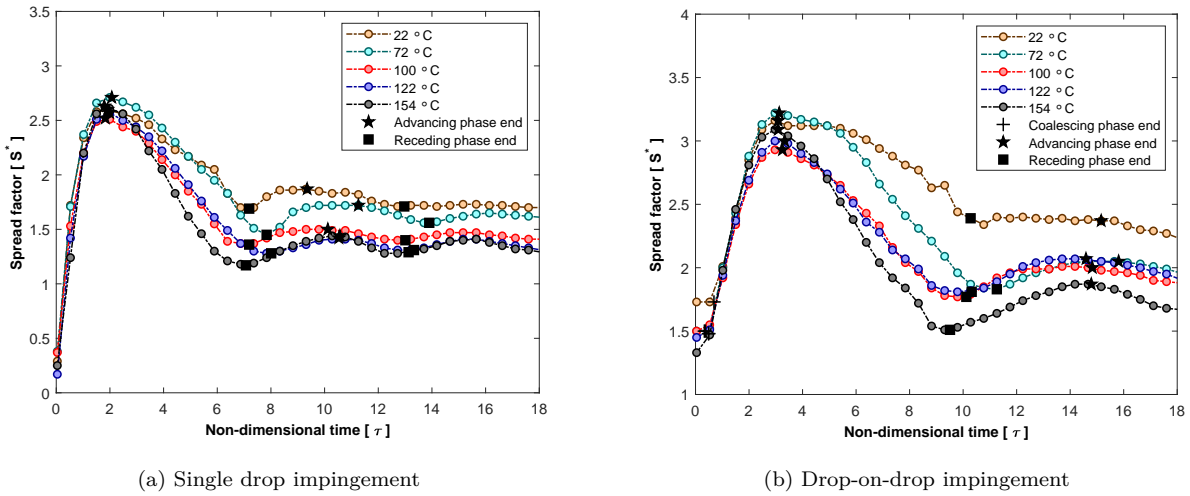 4
3.5
3
2.5
2
1.5
1
0.5
0
0 2 4 6 8 10 12 14 16 18
Spread factor [ S* ]
Non-dimensional time [ τ ]
22 °C
72 °C
100 °C
122 °C
154 °C
Advancing phase end
Receding phase end
(a) Single drop impingement
4
3.5
3
2.5
2
1.5
1
0 2 4 6 8 10 12 14 16 18
Spread factor [ S* ]
Non-dimensional time [ τ ]
22 °C
72 °C
100 °C
122 °C
154 °C
Coalescing phase end
Advancing phase end
Receding phase end
(b) Drop-on-drop impingement